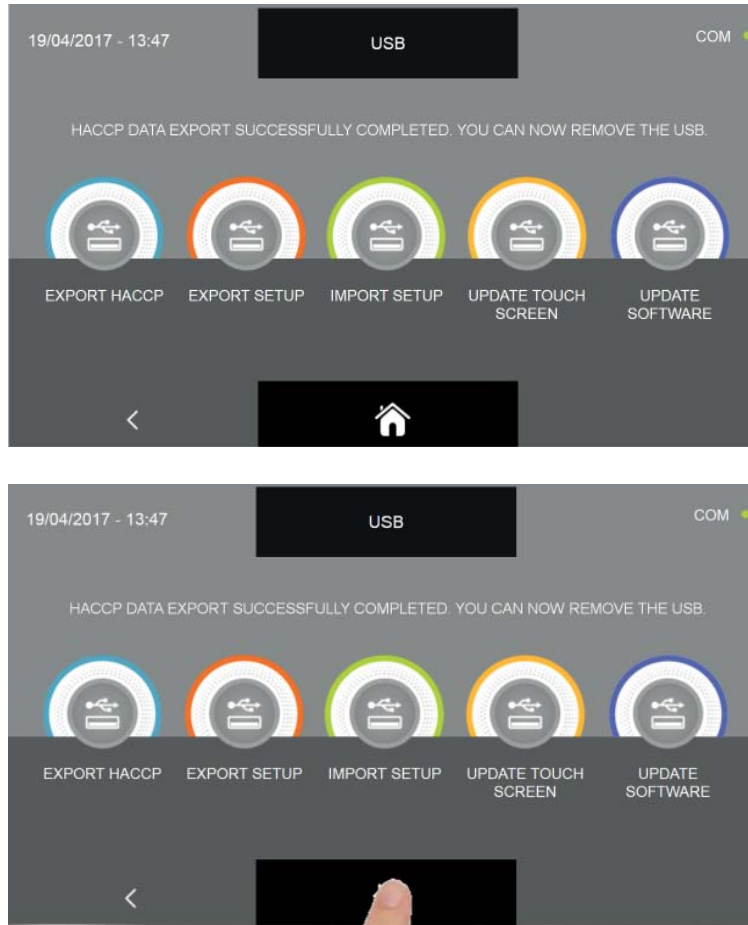 19/04/2017 - 13:47
USB
COM
HACCP DATA EXPORT SUCCESSFULLY COMPLETED. YOU CAN NOW REMOVE THE USB.
EXPORT HACCP
EXPORT SETUP
IMPORT SETUP
UPDATE TOUCH
SCREEN
UPDATE
SOFTWARE
19/04/2017 - 13:47
USB
COM
HACCP DATA EXPORT SUCCESSFULLY COMPLETED. YOU CAN NOW REMOVE THE USB.
EXPORT HACCP
EXPORT SETUP
IMPORT SETUP
UPDATE TOUCH
SCREEN
UPDATE
SOFTWARE